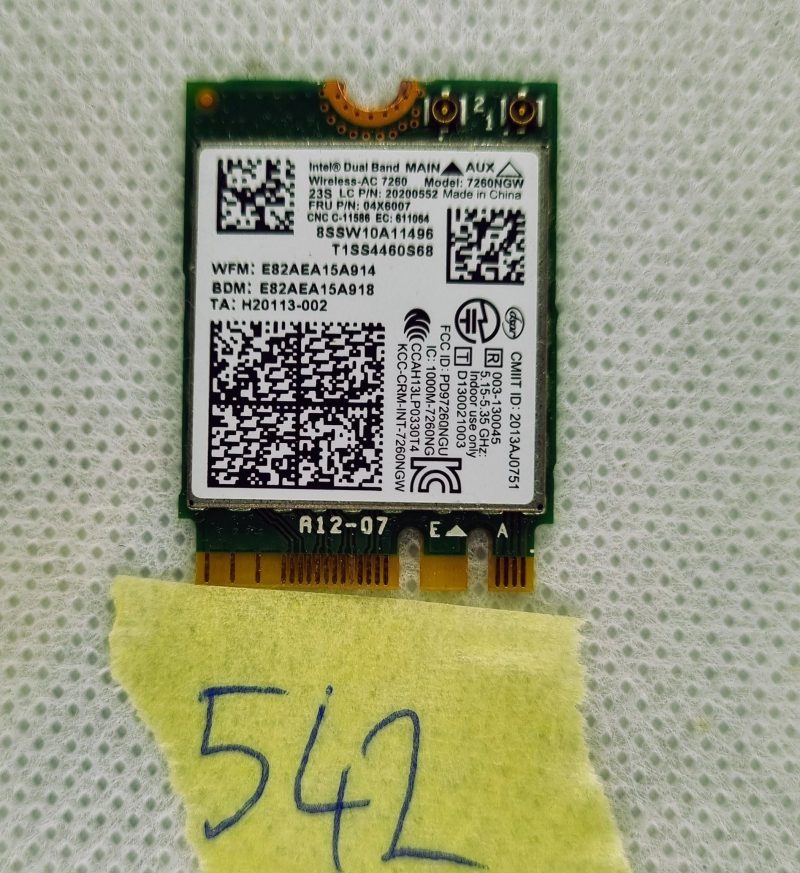 2
1
Intel® Dual Band MAIN AUX
Wireless-AC 7260 Model: 7260NGW
23S LC P/N: 20200552 Made in China
FRU P/N: 04X6007
CNC C-11586 EC: 611064
8SSW10A11496
T1SS4460S68
WFM: E82AEA15A914
BDM: E82AEA15A918
TA: H20113-002
CMIIT ID: 2013AJ0751
R 003-130045
5.15-5.35 GHz:
Indoor use only
T D130021003
FCC ID: PD97260NGU
IC: 1000M-7260NG
CCAH13LP0330T4
KCC-CRM-INT-7260NGW
A12-07 E A
542